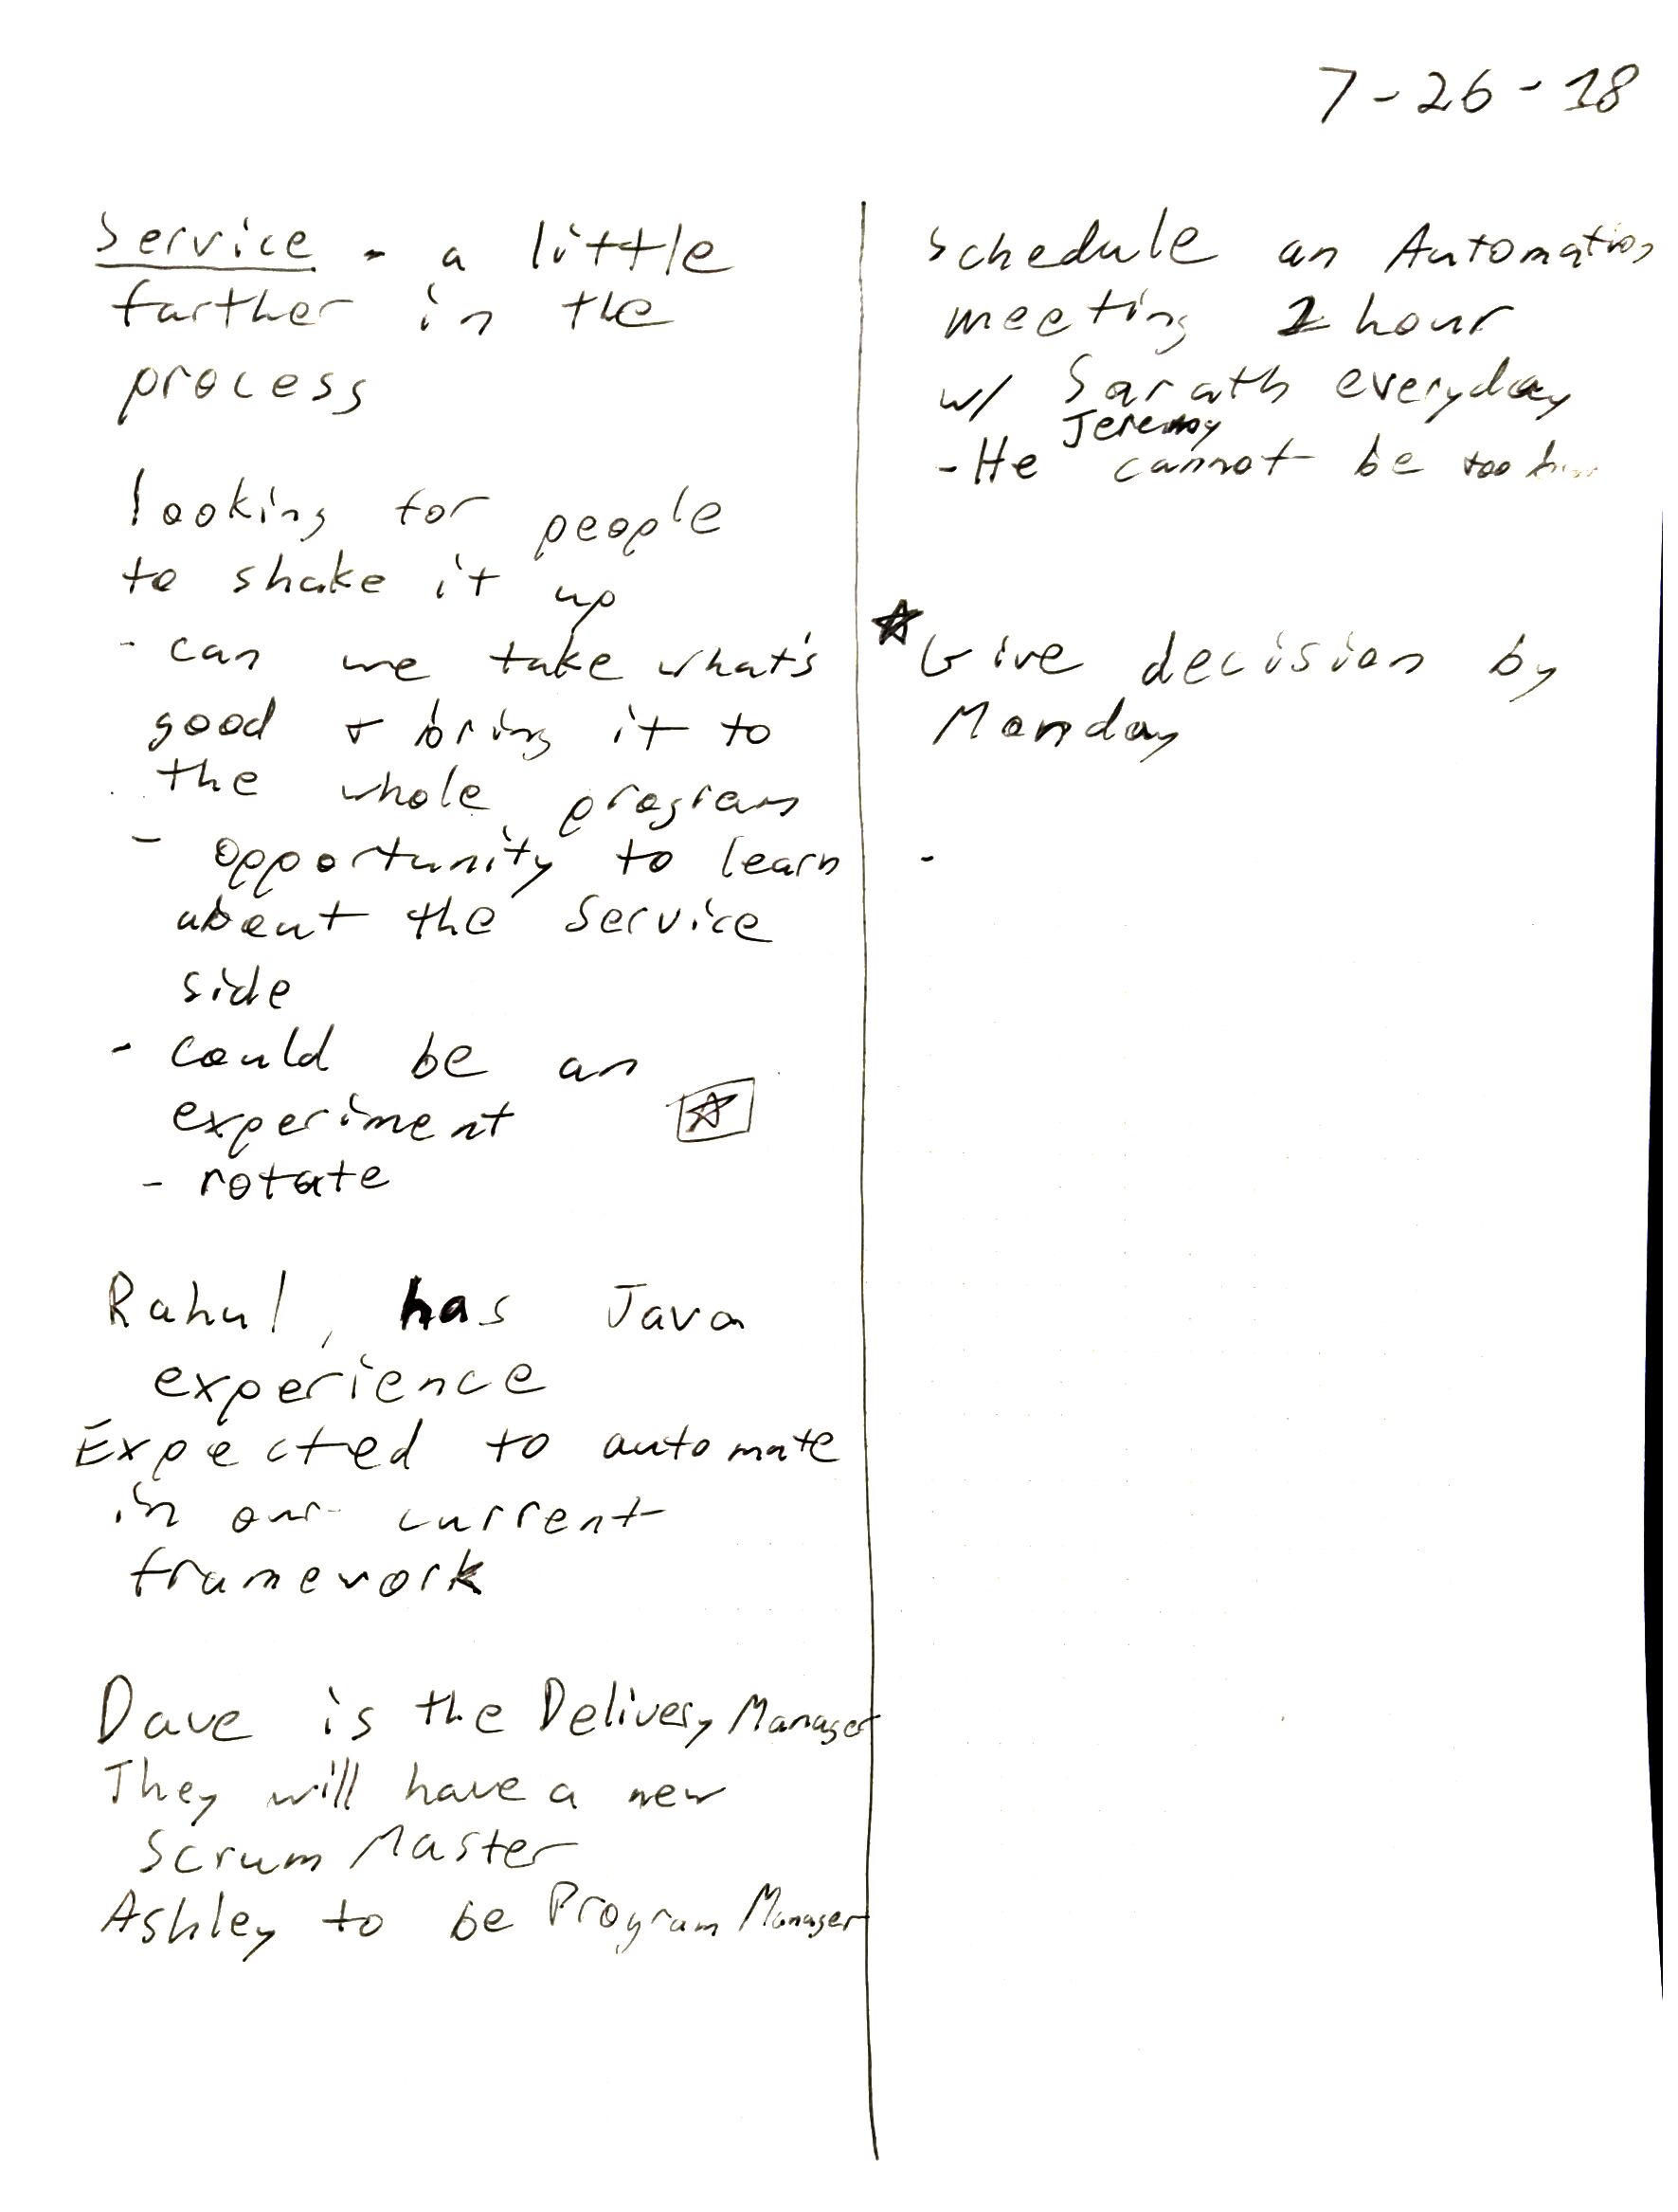 7-26-18
Service - a little
farther in the
process
looking for people
to shake it up
- can we take what's
good + bring it to
the whole program
- opportunity to learn
about the Service
side
- could be an
experiment
- rotate
Rahul, has Java
experience
Expected to automate
in our current
framework
Dave is the Delivery Manager
They will have a new
Scrum Master
Ashley to be Program Manager
Schedule an Automation
meeting hour
w/ Sarath everyday
Jeremy
- He cannot be too
Give decision by
Monday
-